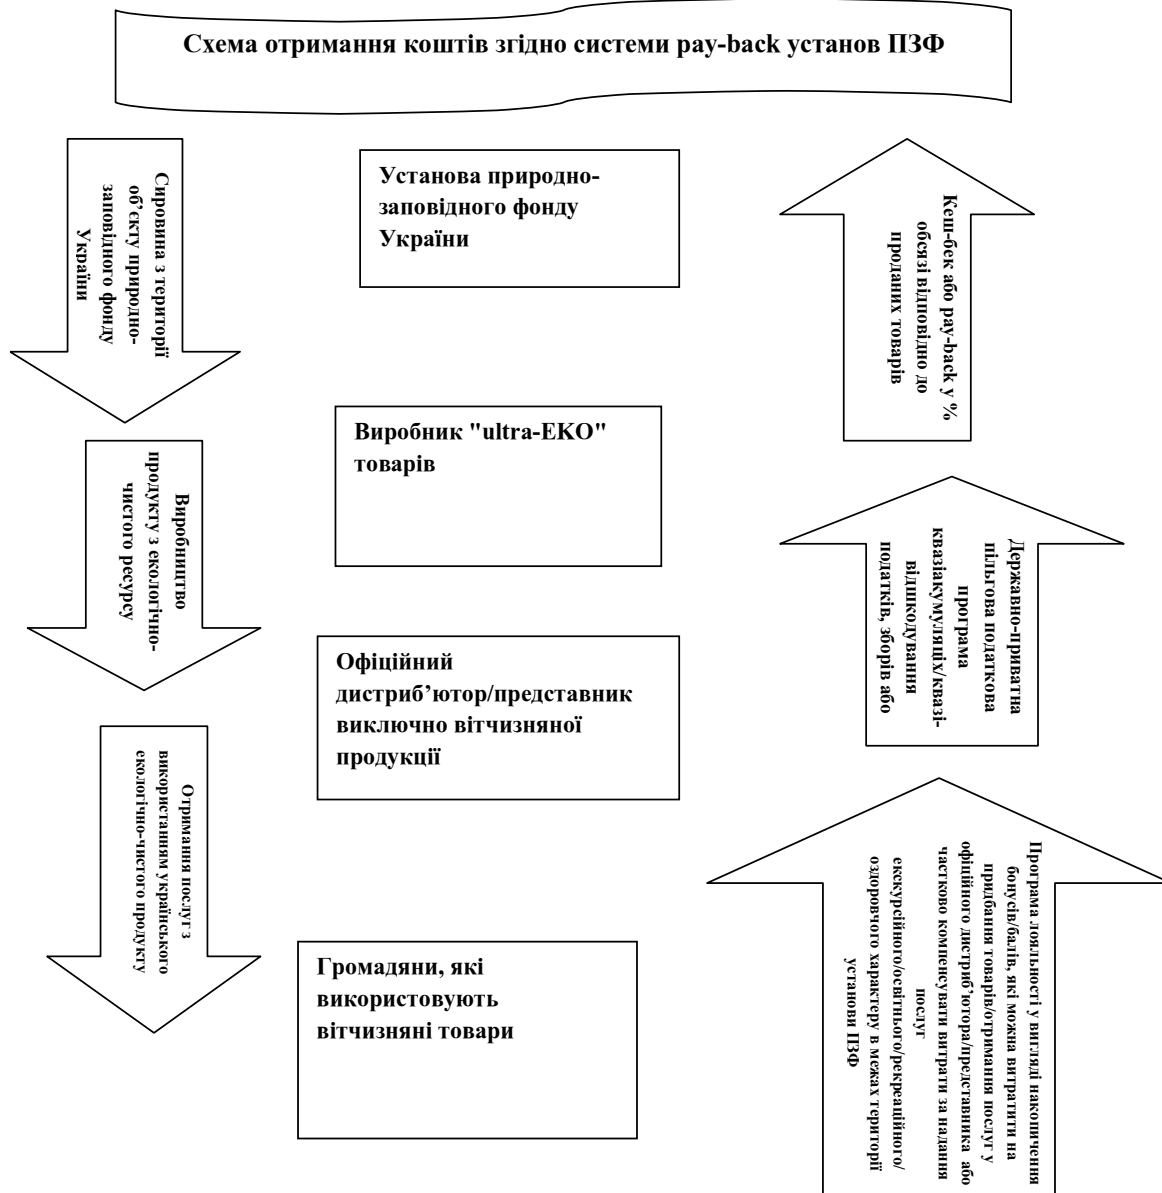 Схема отримання коштів згідно системи pay-back установ ПЗФ
Сировина з території
об'єкту природно-
заповідного фонду
України
Установа природно-
заповідного фонду
України
Кеш-бек або pay-back у %
обсязі відповідно до
проданих товарів
Виробництво
продукту з екологічно-
чистого ресурсу
Виробник "ultra-EKO"
товарів
Державно-приватна
пільгова податкова
програма
квазіакумуляціх/квазі-
відшкодування
податків, зборів або
Офіційний
дистриб’ютор/представник
виключно вітчизняної
продукції
Отримання послуг з
використанням українського
екологічно-чистого продукту
Громадяни, які
використовують
вітчизняні товари
Програма лояльності у вигляді накопичення
бонусів/балів, які можна витратити на
придбання товарів/отримання послуг у
офіційного дистриб’ютора/представника або
частково компенсувати витрати за надання
послуг
екскурсійного/освітнього/рекреаційного/
оздоровчого характеру в межах території
установи ПЗФ